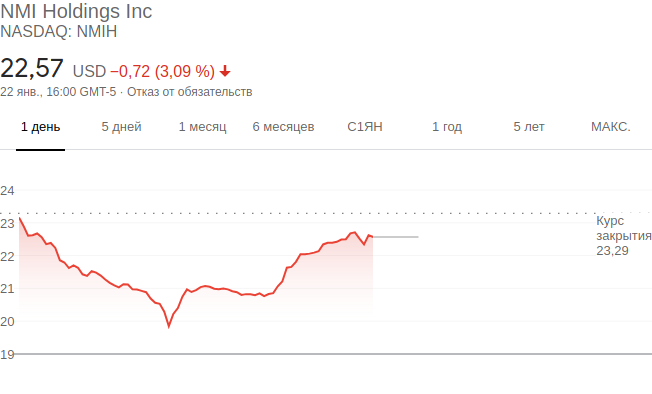 NMI Holdings Inc
NASDAQ: NMIH
22,57 USD −0,72 (3,09 %)
22 янв., 16:00 GMT-5 · Отказ от обязательств
1 день 5 дней 1 месяц 6 месяцев С1ЯН 1 год 5 лет МАКС.
24
23
22
21
20
19
Курс
закрытия
23,29